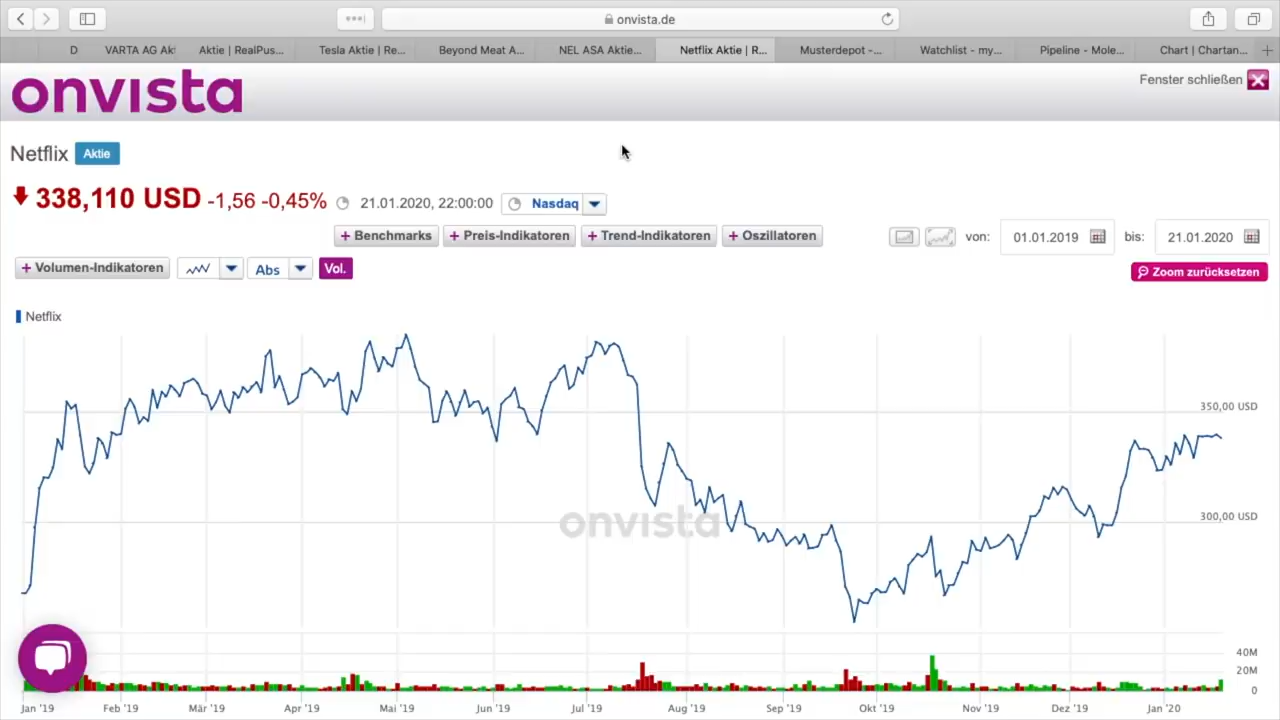 onvista.de
D
VARTA AG Ak
Aktie | RealPus...
Tesla Aktie | Re...
Beyond Meat A...
NEL ASA Aktie...
Netflix Aktie | R...
Musterdepot -...
Watchlist - my...
Pipeline - Mole...
Chart | Chartan...
onvista
Fenster schließen
Netflix Aktie
338,110 USD -1,56 -0,45% 21.01.2020, 22:00:00 Nasdaq
+ Benchmarks + Preis-Indikatoren + Trend-Indikatoren + Oszillatoren von: 01.01.2019 bis: 21.01.2020
+ Volumen-Indikatoren Abs Vol. Zoom zurücksetzen
Netflix
350,00 USD
300,00 USD
onvista
40M
20M
0
Jan '19 Feb '19 Mär '19 Apr '19 Mai '19 Jun '19 Jul '19 Aug '19 Sep '19 Okt '19 Nov '19 Dez '19 Jan '20